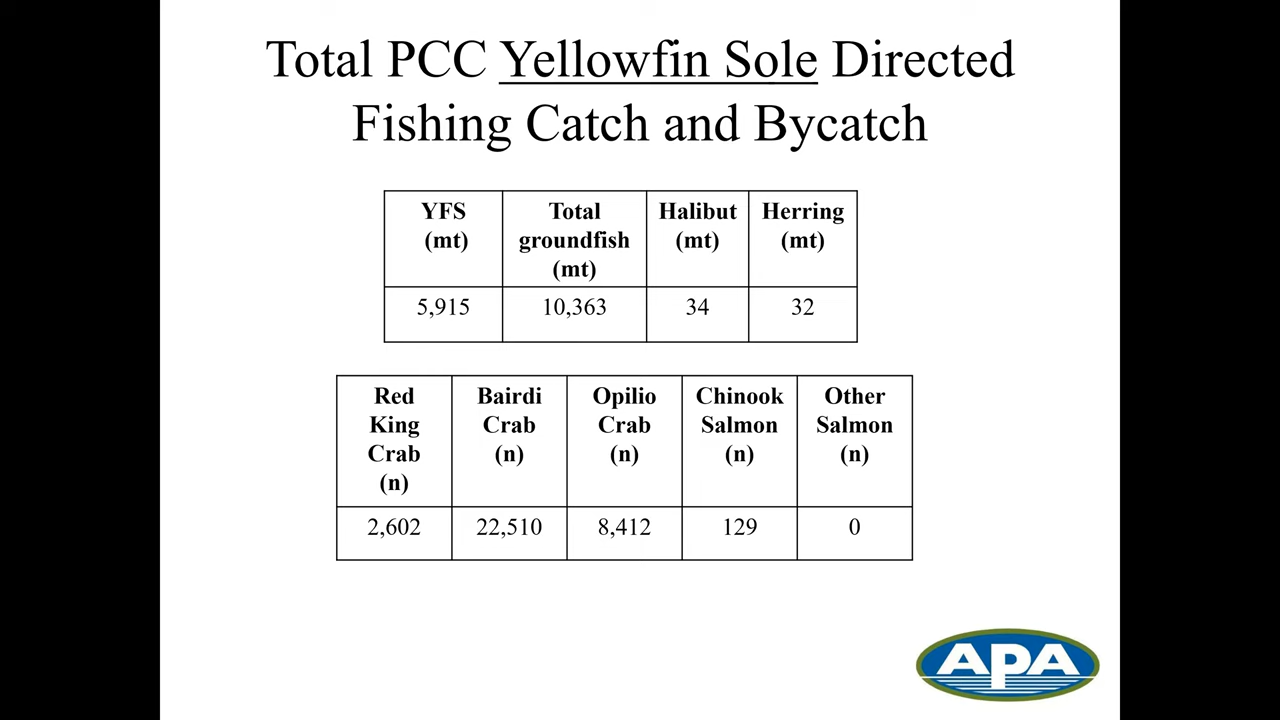 Total PCC Yellowfin Sole Directed
Fishing Catch and Bycatch
YFS
(mt)
Total
groundfish
(mt)
Halibut
(mt)
Herring
(mt)
5,915
10,363
34
32
Red
King
Crab
(n)
Bairdi
Crab
(n)
Opilio
Crab
(n)
Chinook
Salmon
(n)
Other
Salmon
(n)
2,602
22,510
8,412
129
0
APA